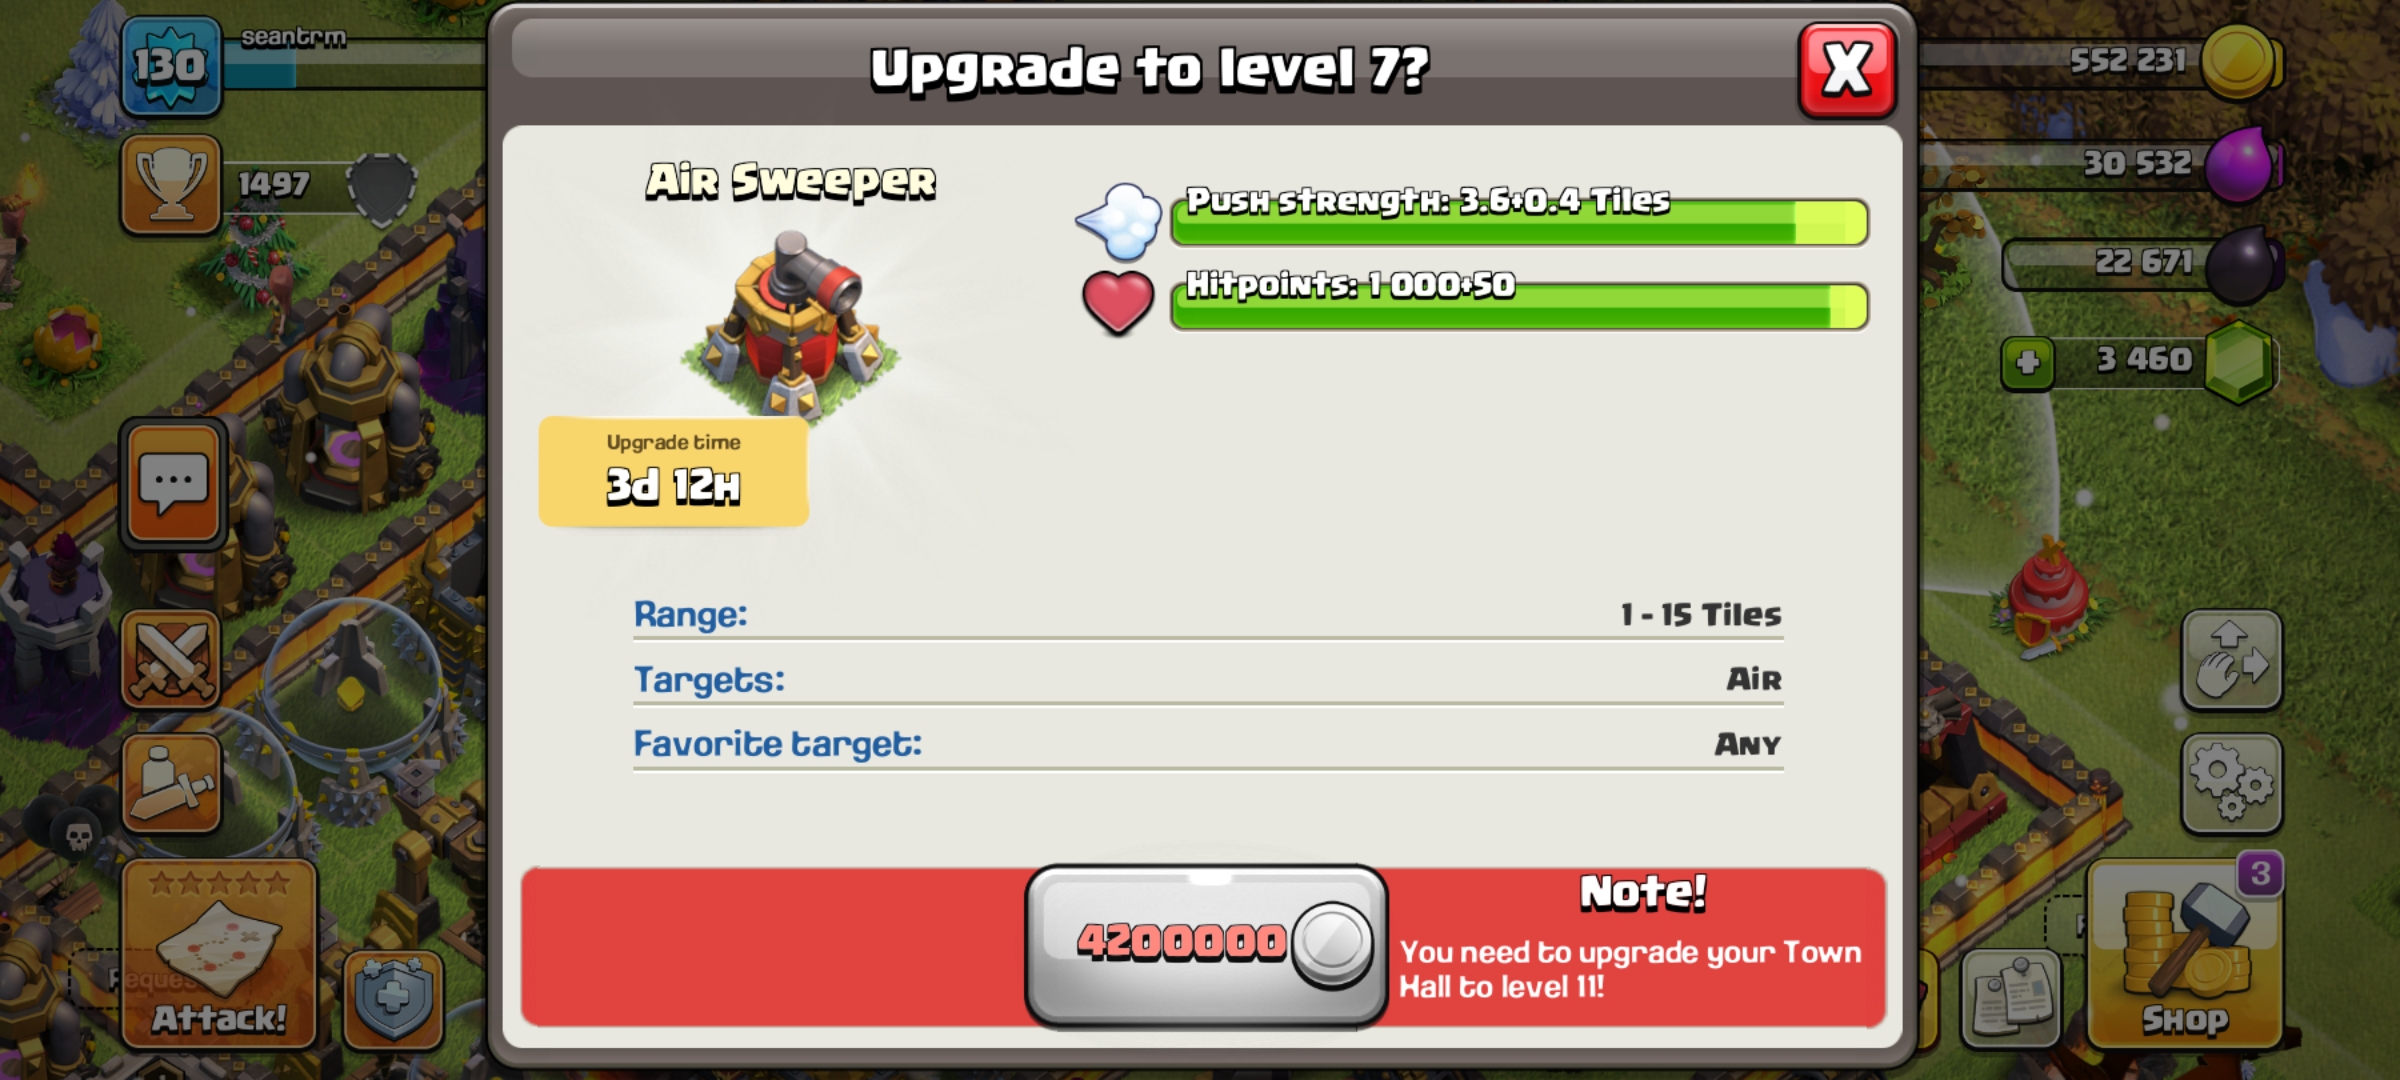 130
seantrm
1497
Upgrade to level 7?
X
552 231
30 532
22 671
3 460
Air Sweeper
Push strength: 3.6+0.4 Tiles
Hitpoints: 1 000+50
Upgrade time
3d 12H
Range: 1 - 15 Tiles
Targets: Air
Favorite target: Any
4200000
Note!
You need to upgrade your Town
Hall to level 11!
Attack!
3
Shop